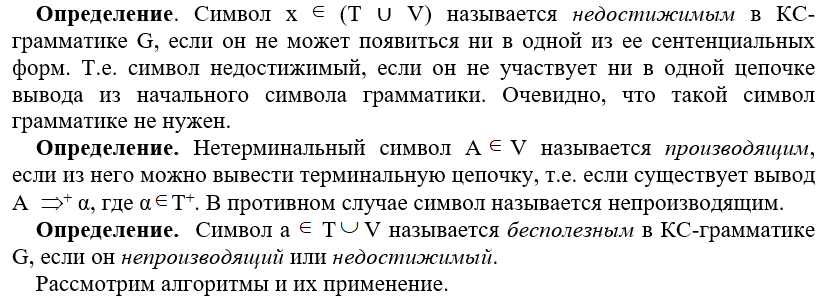 Определение. Символ x ∈ (T ∪ V) называется недостижимым в КС-
грамматике G, если он не может появиться ни в одной из ее сентенциальных
форм. Т.е. символ недостижимый, если он не участвует ни в одной цепочке
вывода из начального символа грамматики. Очевидно, что такой символ
грамматике не нужен.
Определение. Нетерминальный символ A ∈ V называется производящим,
если из него можно вывести терминальную цепочку, т.е. если существует вывод
A ⇒⁺ α, где α ∈ T⁺. В противном случае символ называется непроизводящим.
Определение. Символ a ∈ T ∪ V называется бесполезным в КС-грамматике
G, если он непроизводящий или недостижимый.
Рассмотрим алгоритмы и их применение.